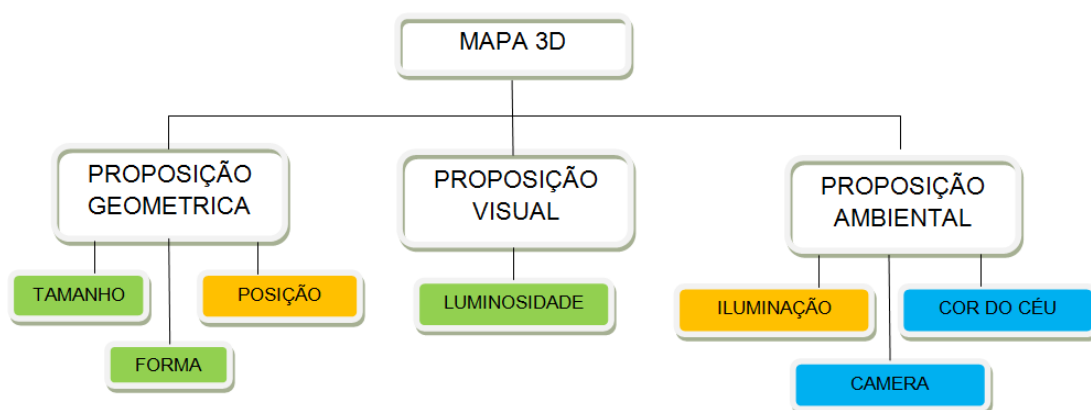 MAPA 3D
PROPOSIÇÃO
GEOMETRICA
PROPOSIÇÃO
VISUAL
PROPOSIÇÃO
AMBIENTAL
TAMANHO
POSIÇÃO
LUMINOSIDADE
ILUMINAÇÃO
COR DO CÉU
FORMA
CAMERA